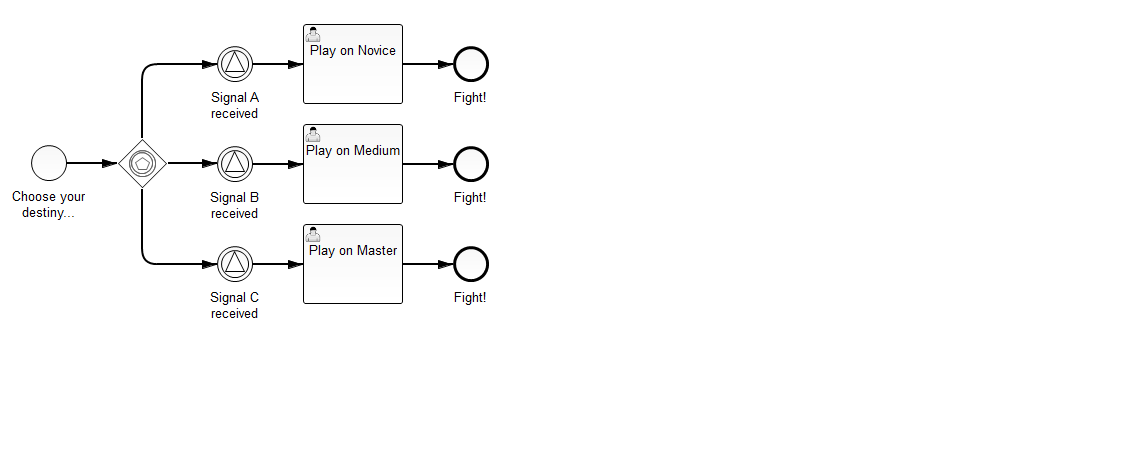 Play on Novice
Fight!
Signal A
received
Play on Medium
Choose your
destiny...
Signal B
received
Fight!
Play on Master
Signal C
received
Fight!